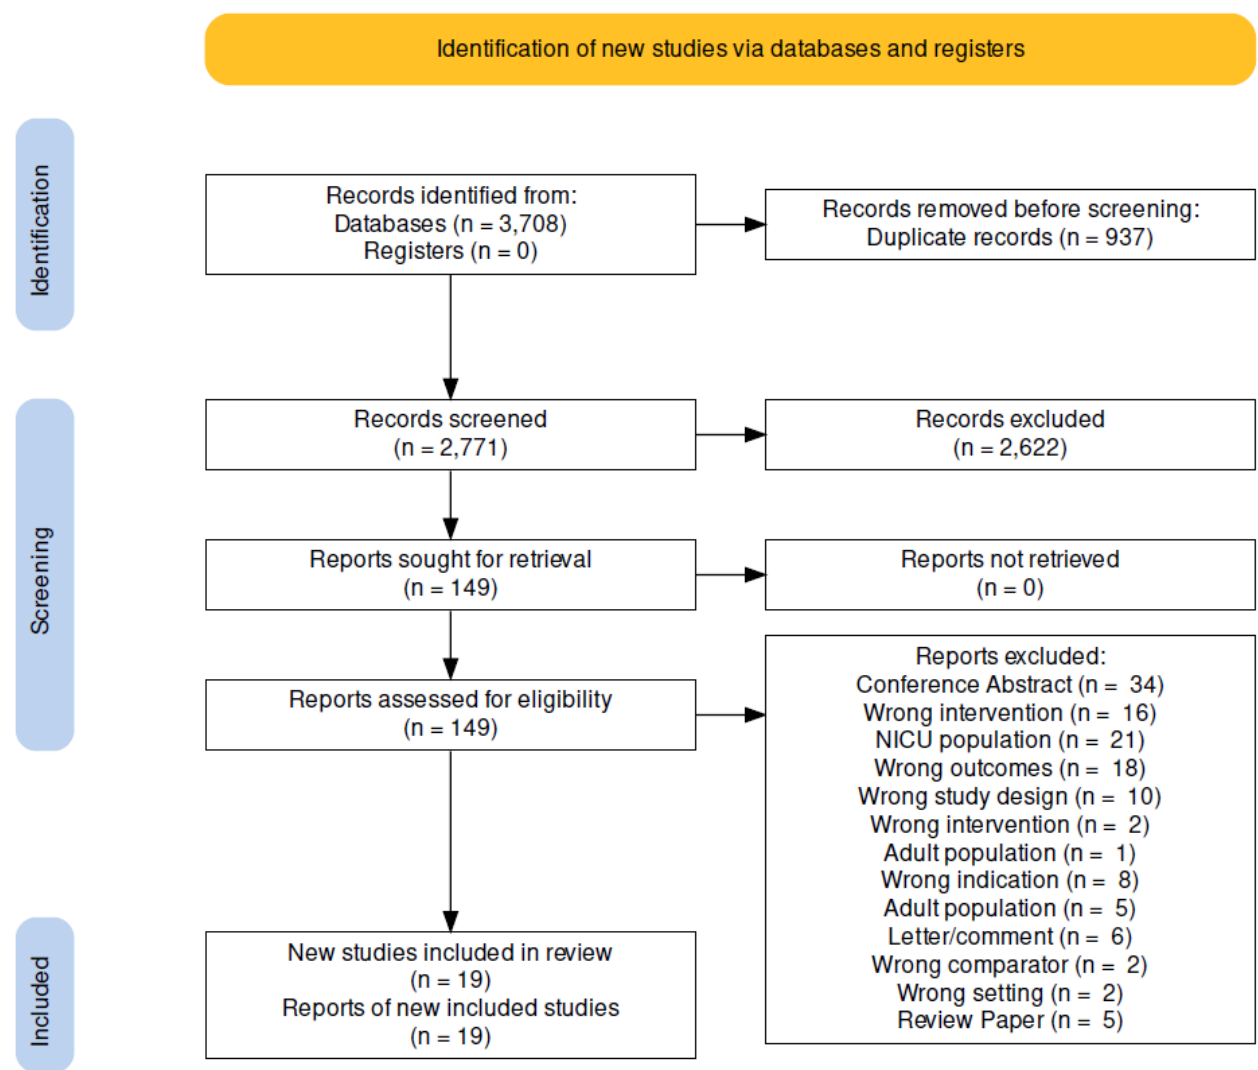 Identification of new studies via databases and registers
Identification
Records identified from:
Databases (n = 3,708)
Registers (n = 0)
Records removed before screening:
Duplicate records (n = 937)
Screening
Records screened
(n = 2,771)
Records excluded
(n = 2,622)
Reports sought for retrieval
(n = 149)
Reports not retrieved
(n = 0)
Reports assessed for eligibility
(n = 149)
Reports excluded:
Conference Abstract (n = 34)
Wrong intervention (n = 16)
NICU population (n = 21)
Wrong outcomes (n = 18)
Wrong study design (n = 10)
Wrong intervention (n = 2)
Adult population (n = 1)
Wrong indication (n = 8)
Adult population (n = 5)
Letter/comment (n = 6)
Wrong comparator (n = 2)
Wrong setting (n = 2)
Review Paper (n = 5)
Included
New studies included in review
(n = 19)
Reports of new included studies
(n = 19)